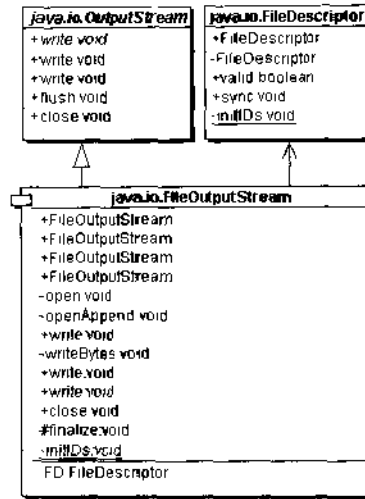 java.io.OutputStream
+write void
+write void
+write void
+flush void
+close void
java.io.FileDescriptor
+FileDescriptor
-FileDescriptor
+valid boolean
+sync void
-initIDs void
java.io.FileOutputStream
+FileOutputStream
+FileOutputStream
+FileOutputStream
+FileOutputStream
-open void
-openAppend void
+write:void
-writeBytes void
+write:void
+write:void
+close void
#finalize:void
-initIDs:void
FD FileDescriptor